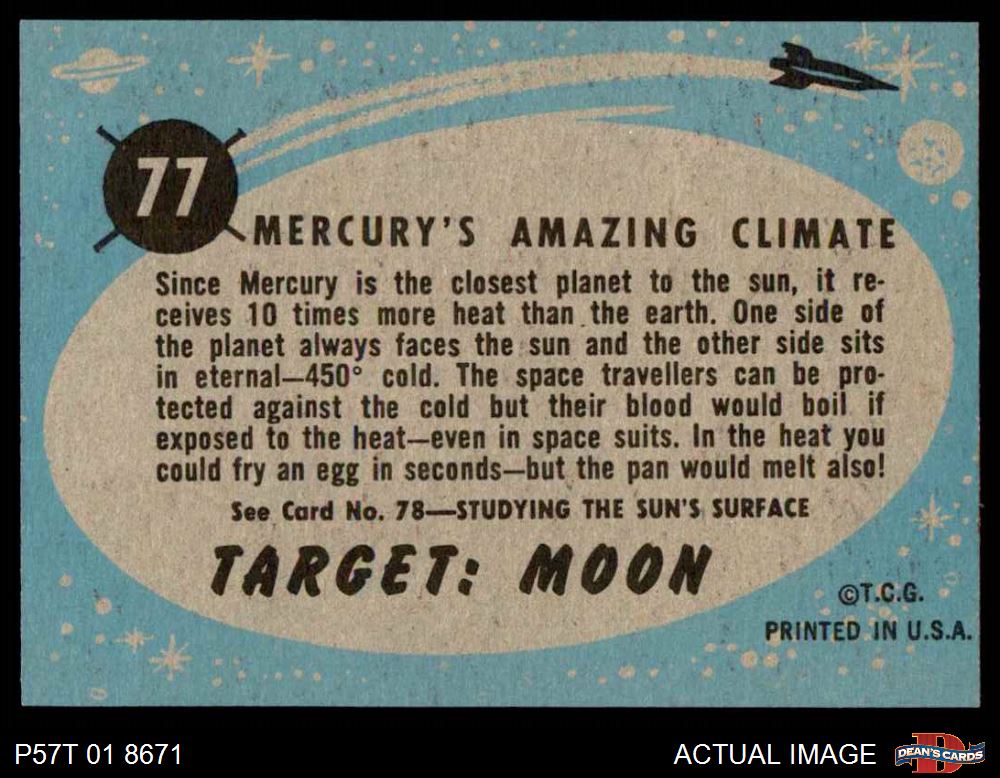 77
MERCURY'S AMAZING CLIMATE
Since Mercury is the closest planet to the sun, it re-
ceives 10 times more heat than the earth. One side of
the planet always faces the sun and the other side sits
in eternal—450° cold. The space travellers can be pro-
tected against the cold but their blood would boil if
exposed to the heat—even in space suits. In the heat you
could fry an egg in seconds—but the pan would melt also!
See Card No. 78—STUDYING THE SUN'S SURFACE
TARGET: MOON
©T.C.G.
PRINTED IN U.S.A.
P57T 01 8671
ACTUAL IMAGE
D
DEAN'S CARDS